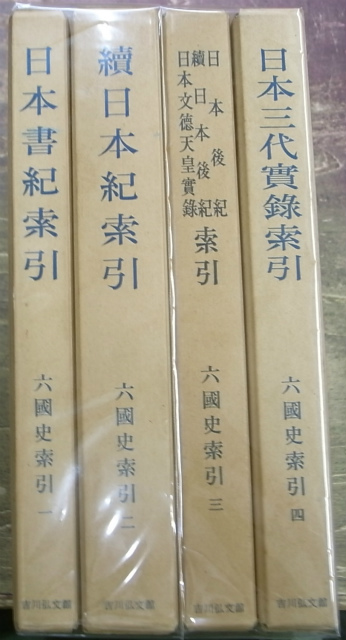 日本書紀索引
六國史索引 一
吉川弘文館
續日本紀索引
六國史索引 二
吉川弘文館
日本後紀
續日本後紀
日本文德天皇實錄
索引
六國史索引 三
吉川弘文館
日本三代實錄索引
六國史索引 四
吉川弘文館